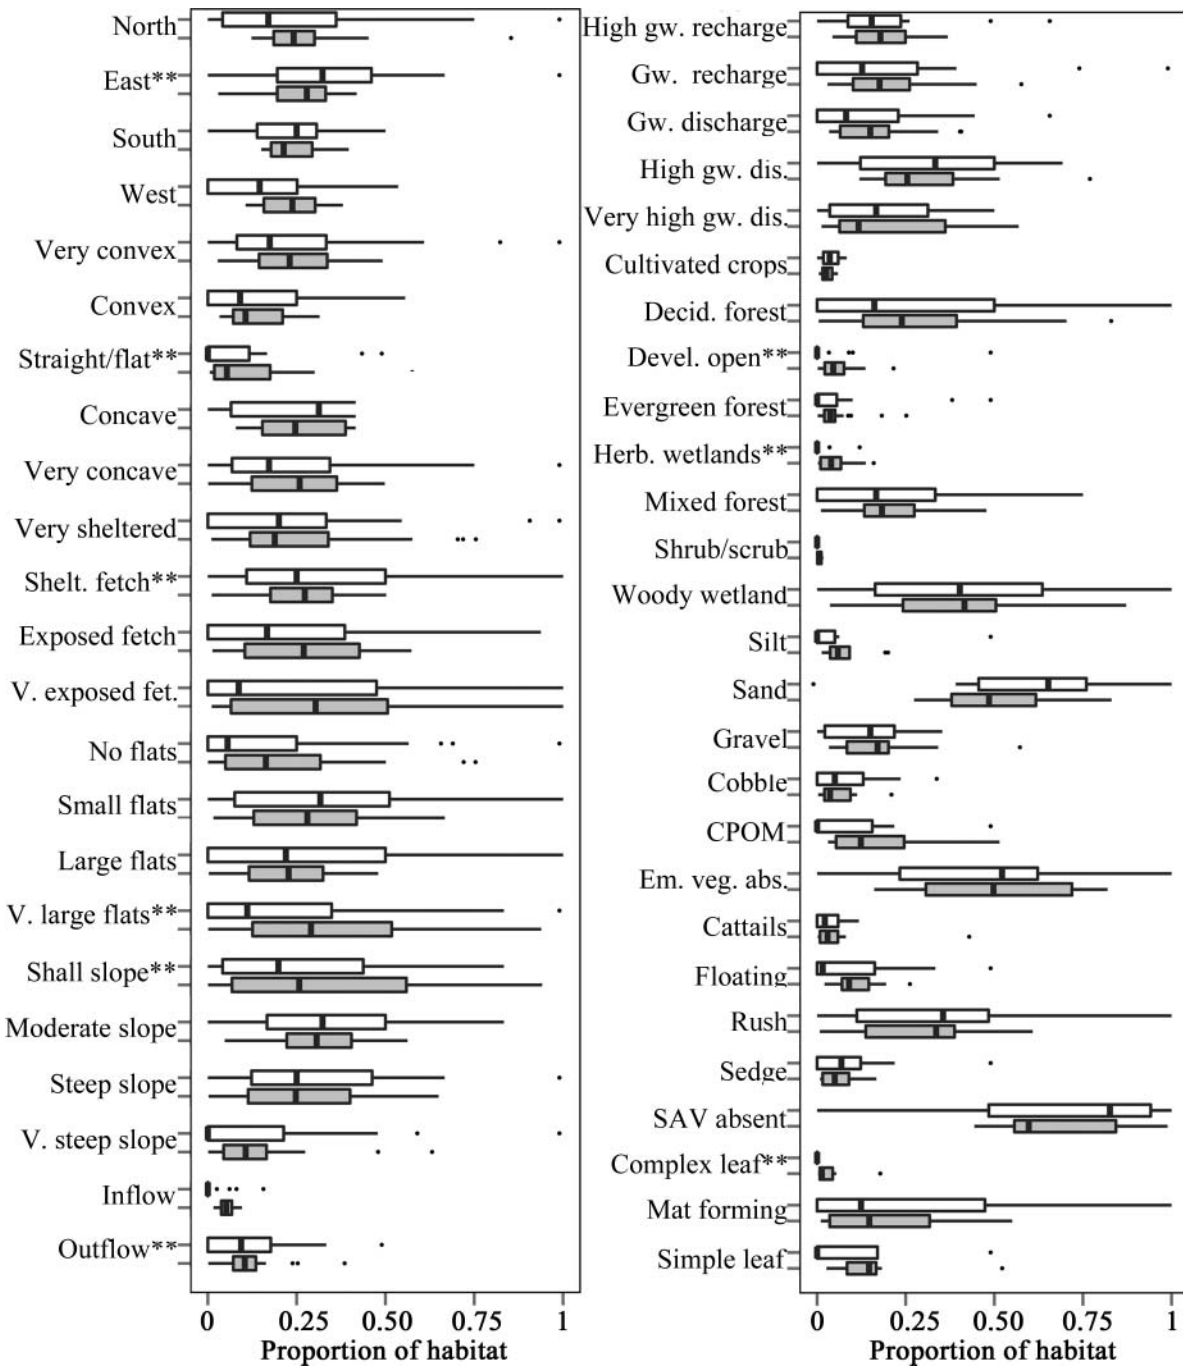 North
East**
South
West
Very convex
Convex
Straight/flat**
Concave
Very concave
Very sheltered
Shelt. fetch**
Exposed fetch
V. exposed fet.
No flats
Small flats
Large flats
V. large flats**
Shall slope**
Moderate slope
Steep slope
V. steep slope
Inflow
Outflow**
0 0.25 0.50 0.75 1
Proportion of habitat
High gw. recharge
Gw. recharge
Gw. discharge
High gw. dis.
Very high gw. dis.
Cultivated crops
Decid. forest
Devel. open**
Evergreen forest
Herb. wetlands**
Mixed forest
Shrub/scrub
Woody wetland
Silt
Sand
Gravel
Cobble
CPOM
Em. veg. abs.
Cattails
Floating
Rush
Sedge
SAV absent
Complex leaf**
Mat forming
Simple leaf
0 0.25 0.50 0.75 1
Proportion of habitat